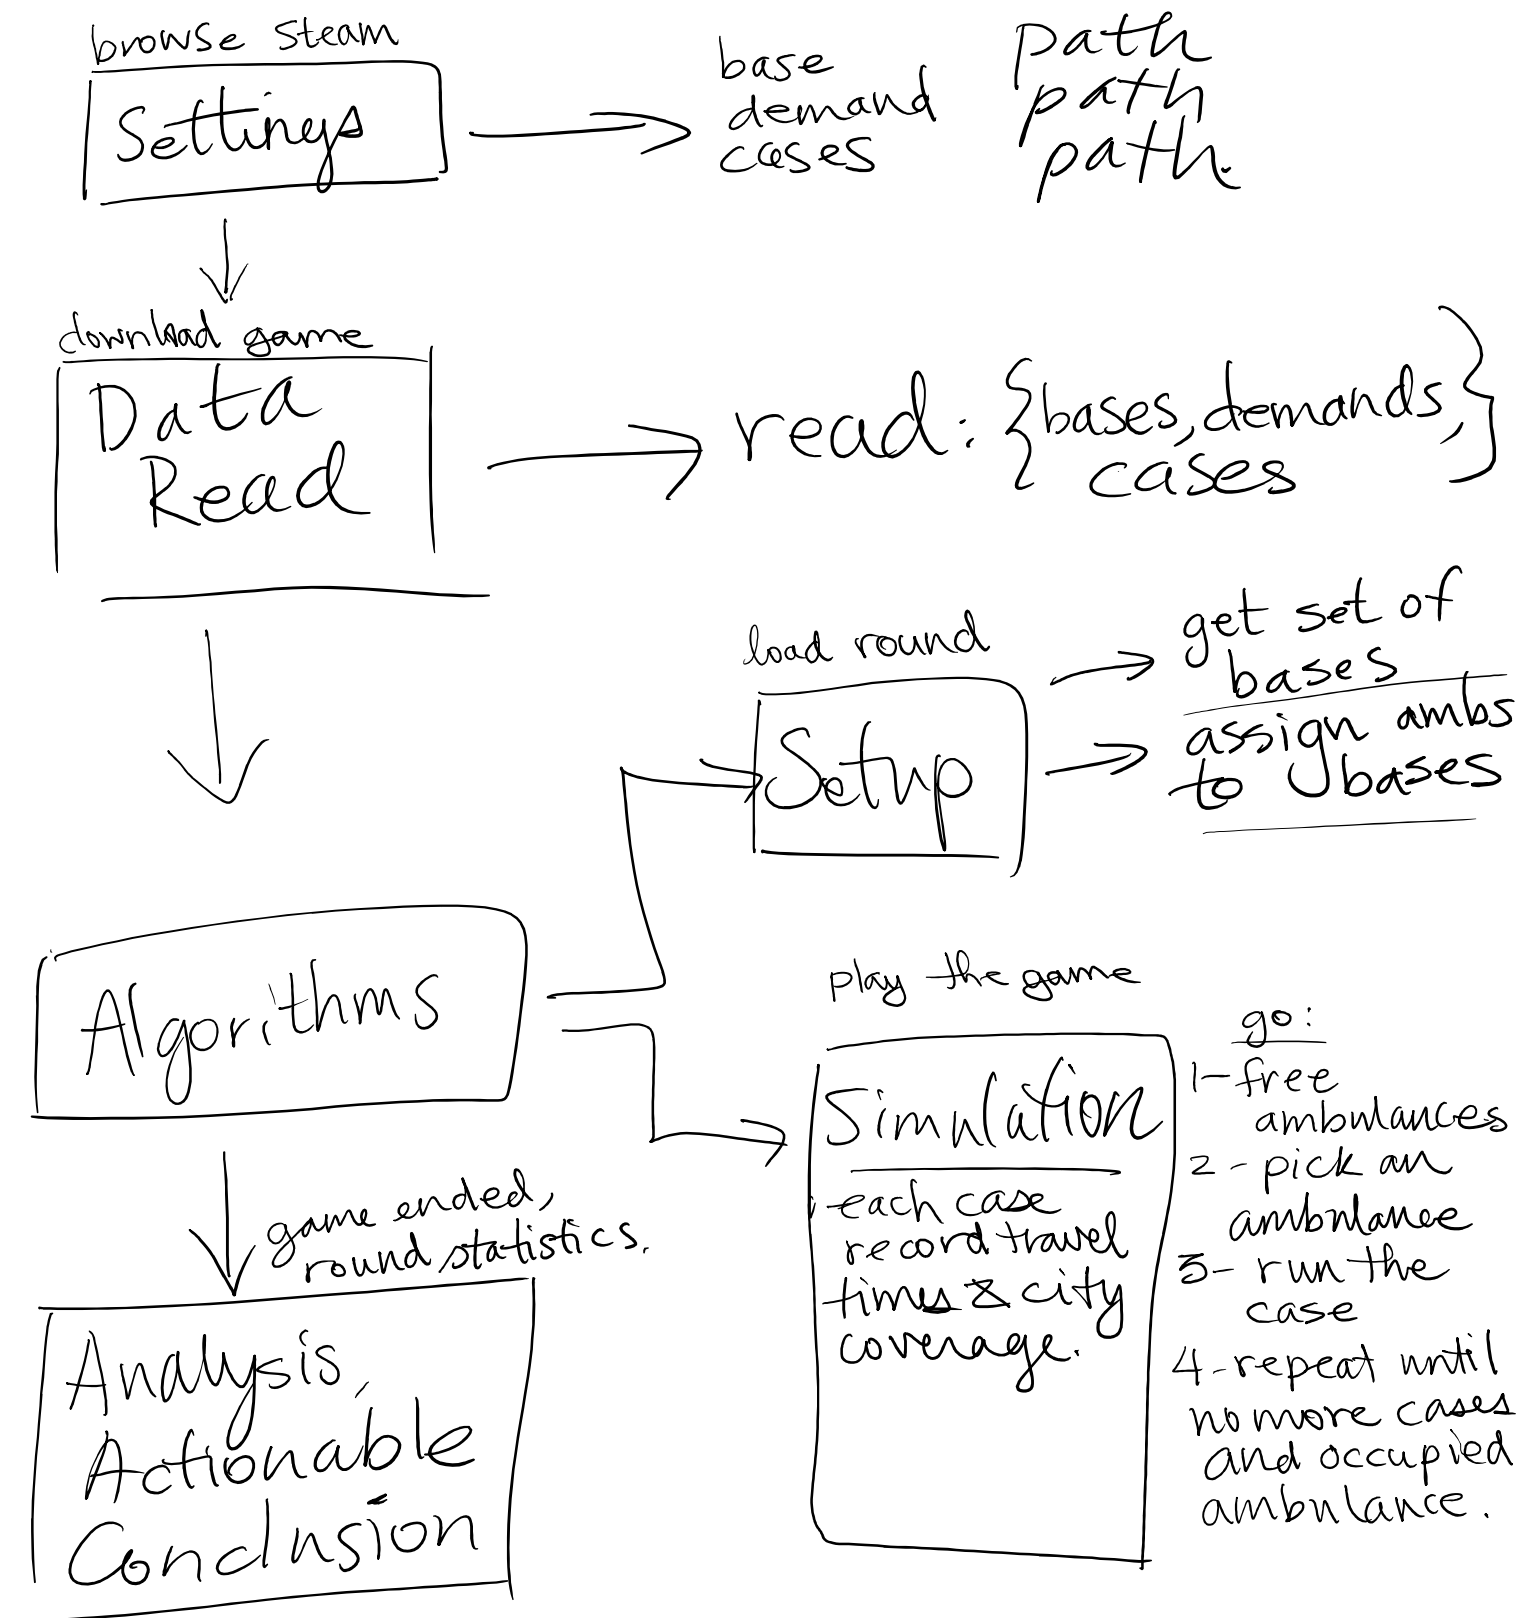 browse steam
Settings
base
demand
cases
path
path
path.
download game
Data
Read
read: {bases, demands,
cases}
load round
Setup
get set of
bases
assign ambs
to bases
Algorithms
play the game
Simulation
- each case
record travel
times & city
coverage.
go:
1- free
ambulances
2- pick an
ambulance
3- run the
case
4- repeat until
no more cases
and occupied
ambulance.
game ended,
round statistics.
Analysis,
Actionable
Conclusion